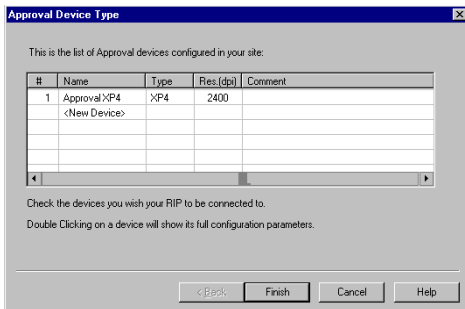 Approval Device Type
This is the list of Approval devices configured in your site:
# Name Type Res.(dpi) Comment
1 Approval XP4 XP4 2400
<New Device>
Check the devices you wish your RIP to be connected to.
Double Clicking on a device will show its full configuration parameters.
< Back Finish Cancel Help